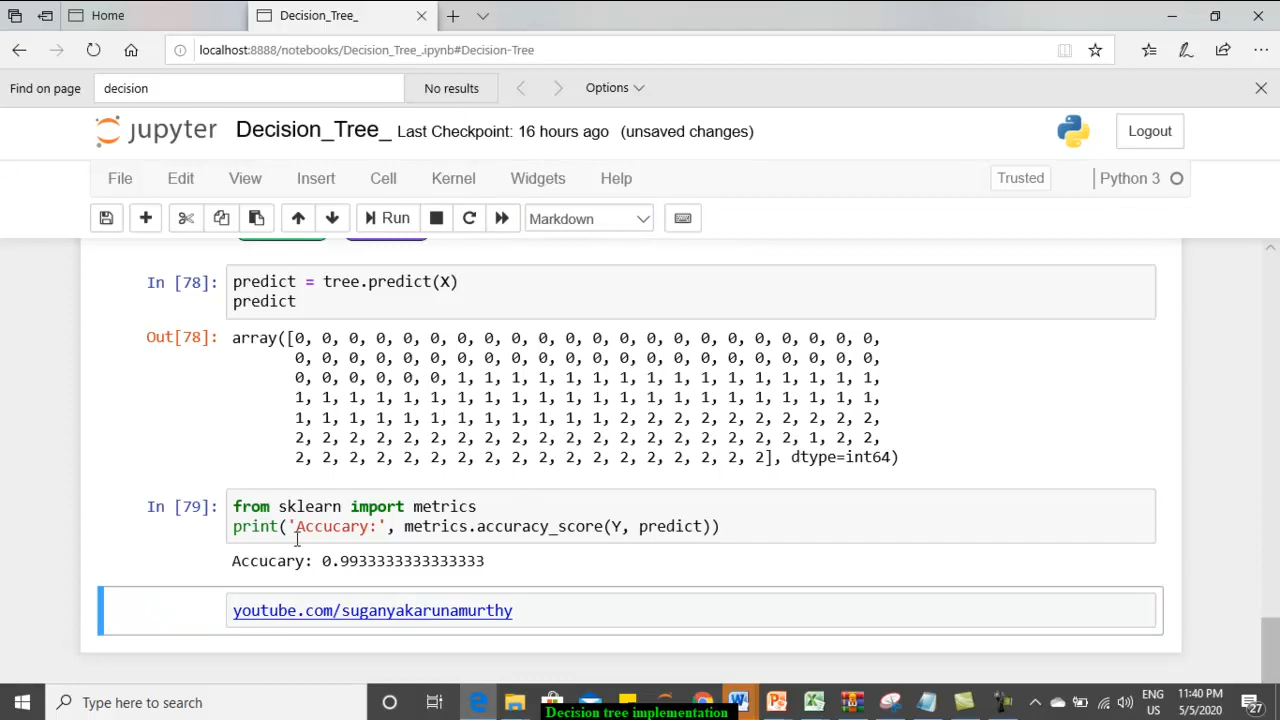 Home
Decision_Tree_
localhost:8888/notebooks/Decision_Tree_.ipynb#Decision-Tree
Find on page
decision
No results
Options
jupyter
Decision_Tree_ Last Checkpoint: 16 hours ago (unsaved changes)
Logout
File Edit View Insert Cell Kernel Widgets Help
Trusted
Python 3
Run
Markdown
In [78]:
predict = tree.predict(X)
predict
Out[78]:
array([0, 0, 0, 0, 0, 0, 0, 0, 0, 0, 0, 0, 0, 0, 0, 0, 0, 0, 0, 0, 0, 0,
0, 0, 0, 0, 0, 0, 0, 0, 0, 0, 0, 0, 0, 0, 0, 0, 0, 0, 0, 0, 0, 0,
0, 0, 0, 0, 0, 0, 1, 1, 1, 1, 1, 1, 1, 1, 1, 1, 1, 1, 1, 1, 1, 1,
1, 1, 1, 1, 1, 1, 1, 1, 1, 1, 1, 1, 1, 1, 1, 1, 1, 1, 1, 1, 1, 1,
1, 1, 1, 1, 1, 1, 1, 1, 1, 1, 1, 1, 2, 2, 2, 2, 2, 2, 2, 2, 2, 2,
2, 2, 2, 2, 2, 2, 2, 2, 2, 2, 2, 2, 2, 2, 2, 2, 2, 2, 2, 1, 2, 2,
2, 2, 2, 2, 2, 2, 2, 2, 2, 2, 2, 2, 2, 2, 2, 2], dtype=int64)
In [79]:
from sklearn import metrics
print('Accucary:', metrics.accuracy_score(Y, predict))
Accucary: 0.9933333333333333
youtube.com/suganyakarunamurthy
Type here to search
Decision tree implementation
ENG
US
11:40 PM
5/5/2020
27